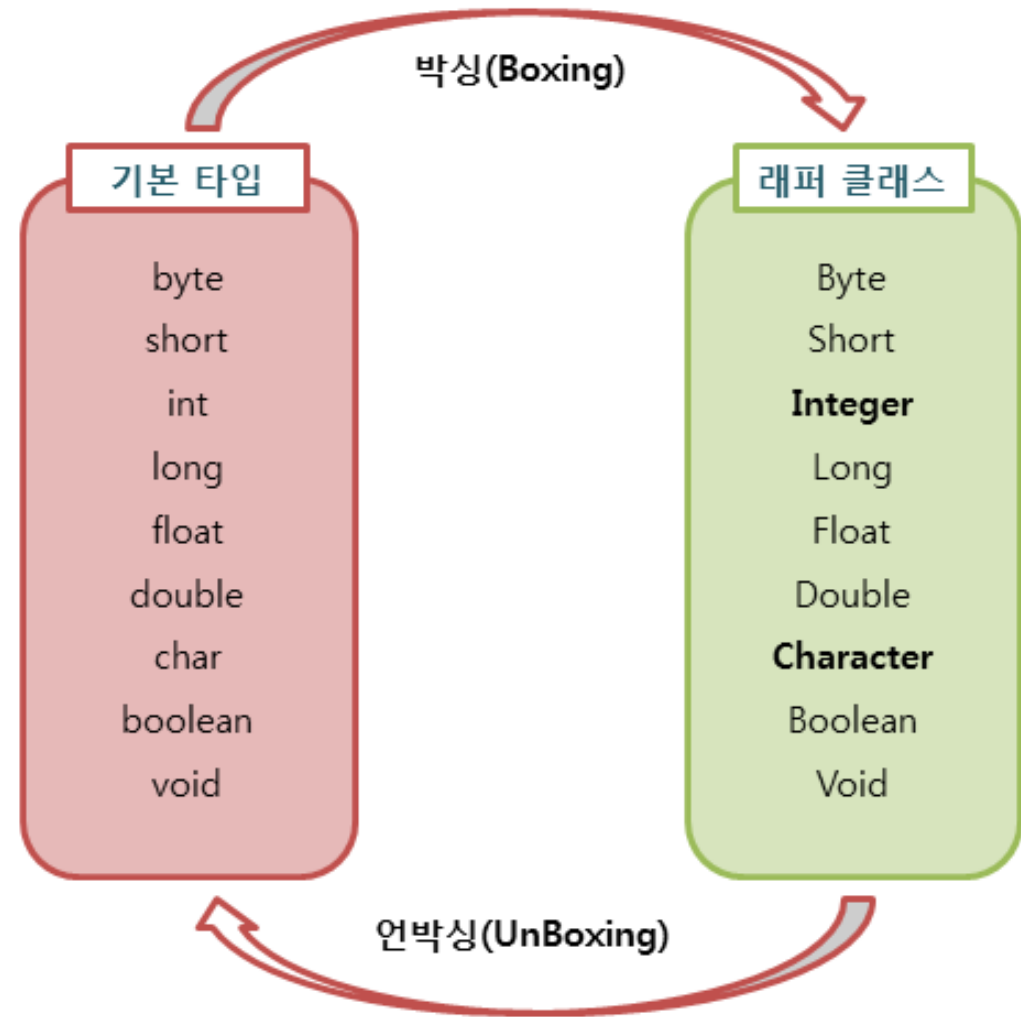 박싱(Boxing)
기본 타입
byte
short
int
long
float
double
char
boolean
void
래퍼 클래스
Byte
Short
Integer
Long
Float
Double
Character
Boolean
Void
언박싱(UnBoxing)